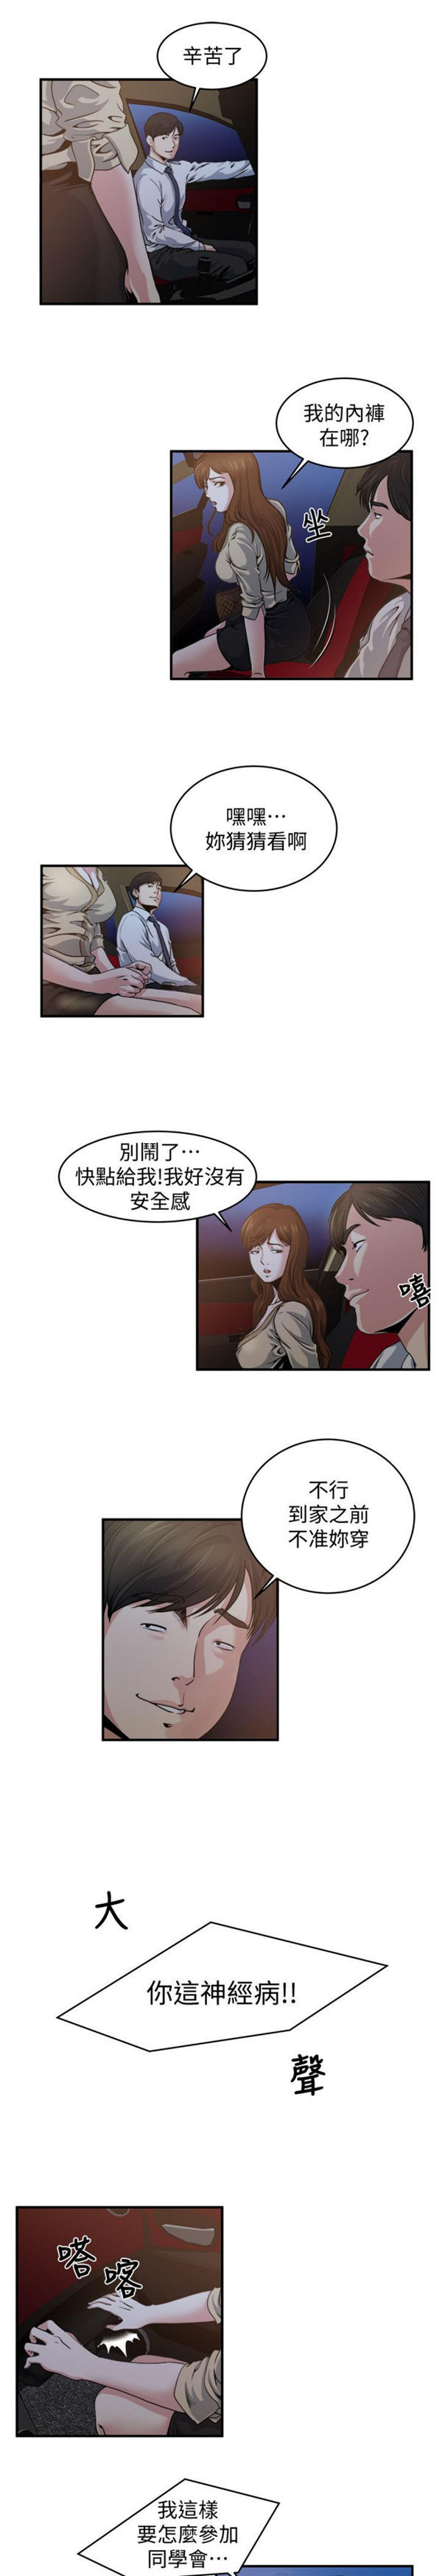 辛苦了
我的內褲
在哪?
坐
嘿嘿…
妳猜猜看啊
別鬧了…
快點給我!我好沒有
安全感
嘻
不行
到家之前
不准妳穿
大
你這神經病!!
聲
嗒
喀
我這樣
要怎麼參加
同學會…